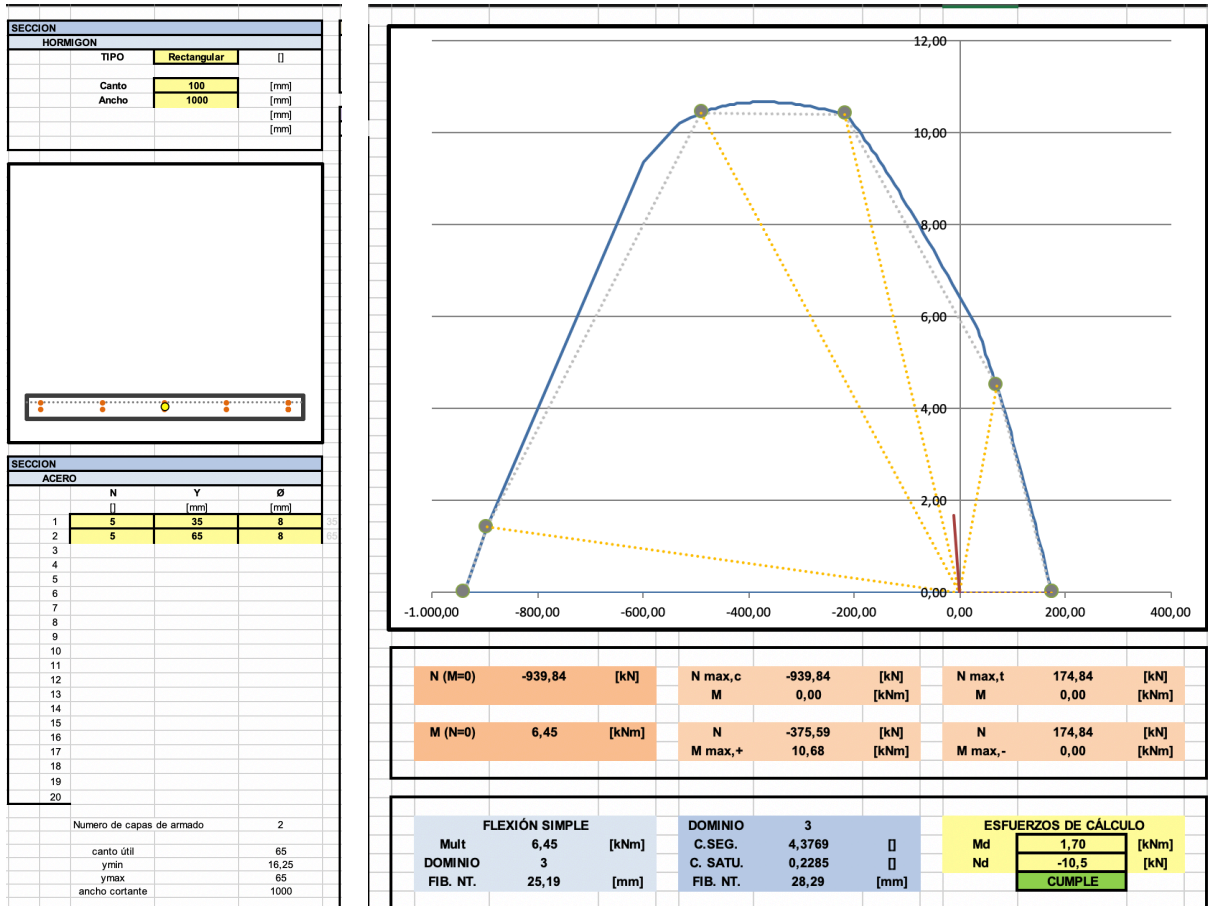 SECCION
HORMIGON
TIPO Rectangular []
Canto 100 [mm]
Ancho 1000 [mm]
[mm]
[mm]
SECCION
ACERO
N Y Ø
[] [mm] [mm]
1 5 35 8 35
2 5 65 8 65
3
4
5
6
7
8
9
10
11
12
13
14
15
16
17
18
19
20
Numero de capas de armado 2
canto útil 65
ymin 16,25
ymax 65
ancho cortante 1000
12,00
10,00
8,00
6,00
4,00
2,00
0,00
-1.000,00 -800,00 -600,00 -400,00 -200,00 0,00 200,00 400,00
N (M=0) -939,84 [kN] N max,c -939,84 [kN] N max,t 174,84 [kN]
M 0,00 [kNm] M 0,00 [kNm]
M (N=0) 6,45 [kNm] N -375,59 [kN] N 174,84 [kN]
M max,+ 10,68 [kNm] M max,- 0,00 [kNm]
FLEXIÓN SIMPLE DOMINIO 3 ESFUERZOS DE CÁLCULO
Mult 6,45 [kNm] C.SEG. 4,3769 [] Md 1,70 [kNm]
DOMINIO 3 C. SATU. 0,2285 [] Nd -10,5 [kN]
FIB. NT. 25,19 [mm] FIB. NT. 28,29 [mm] CUMPLE